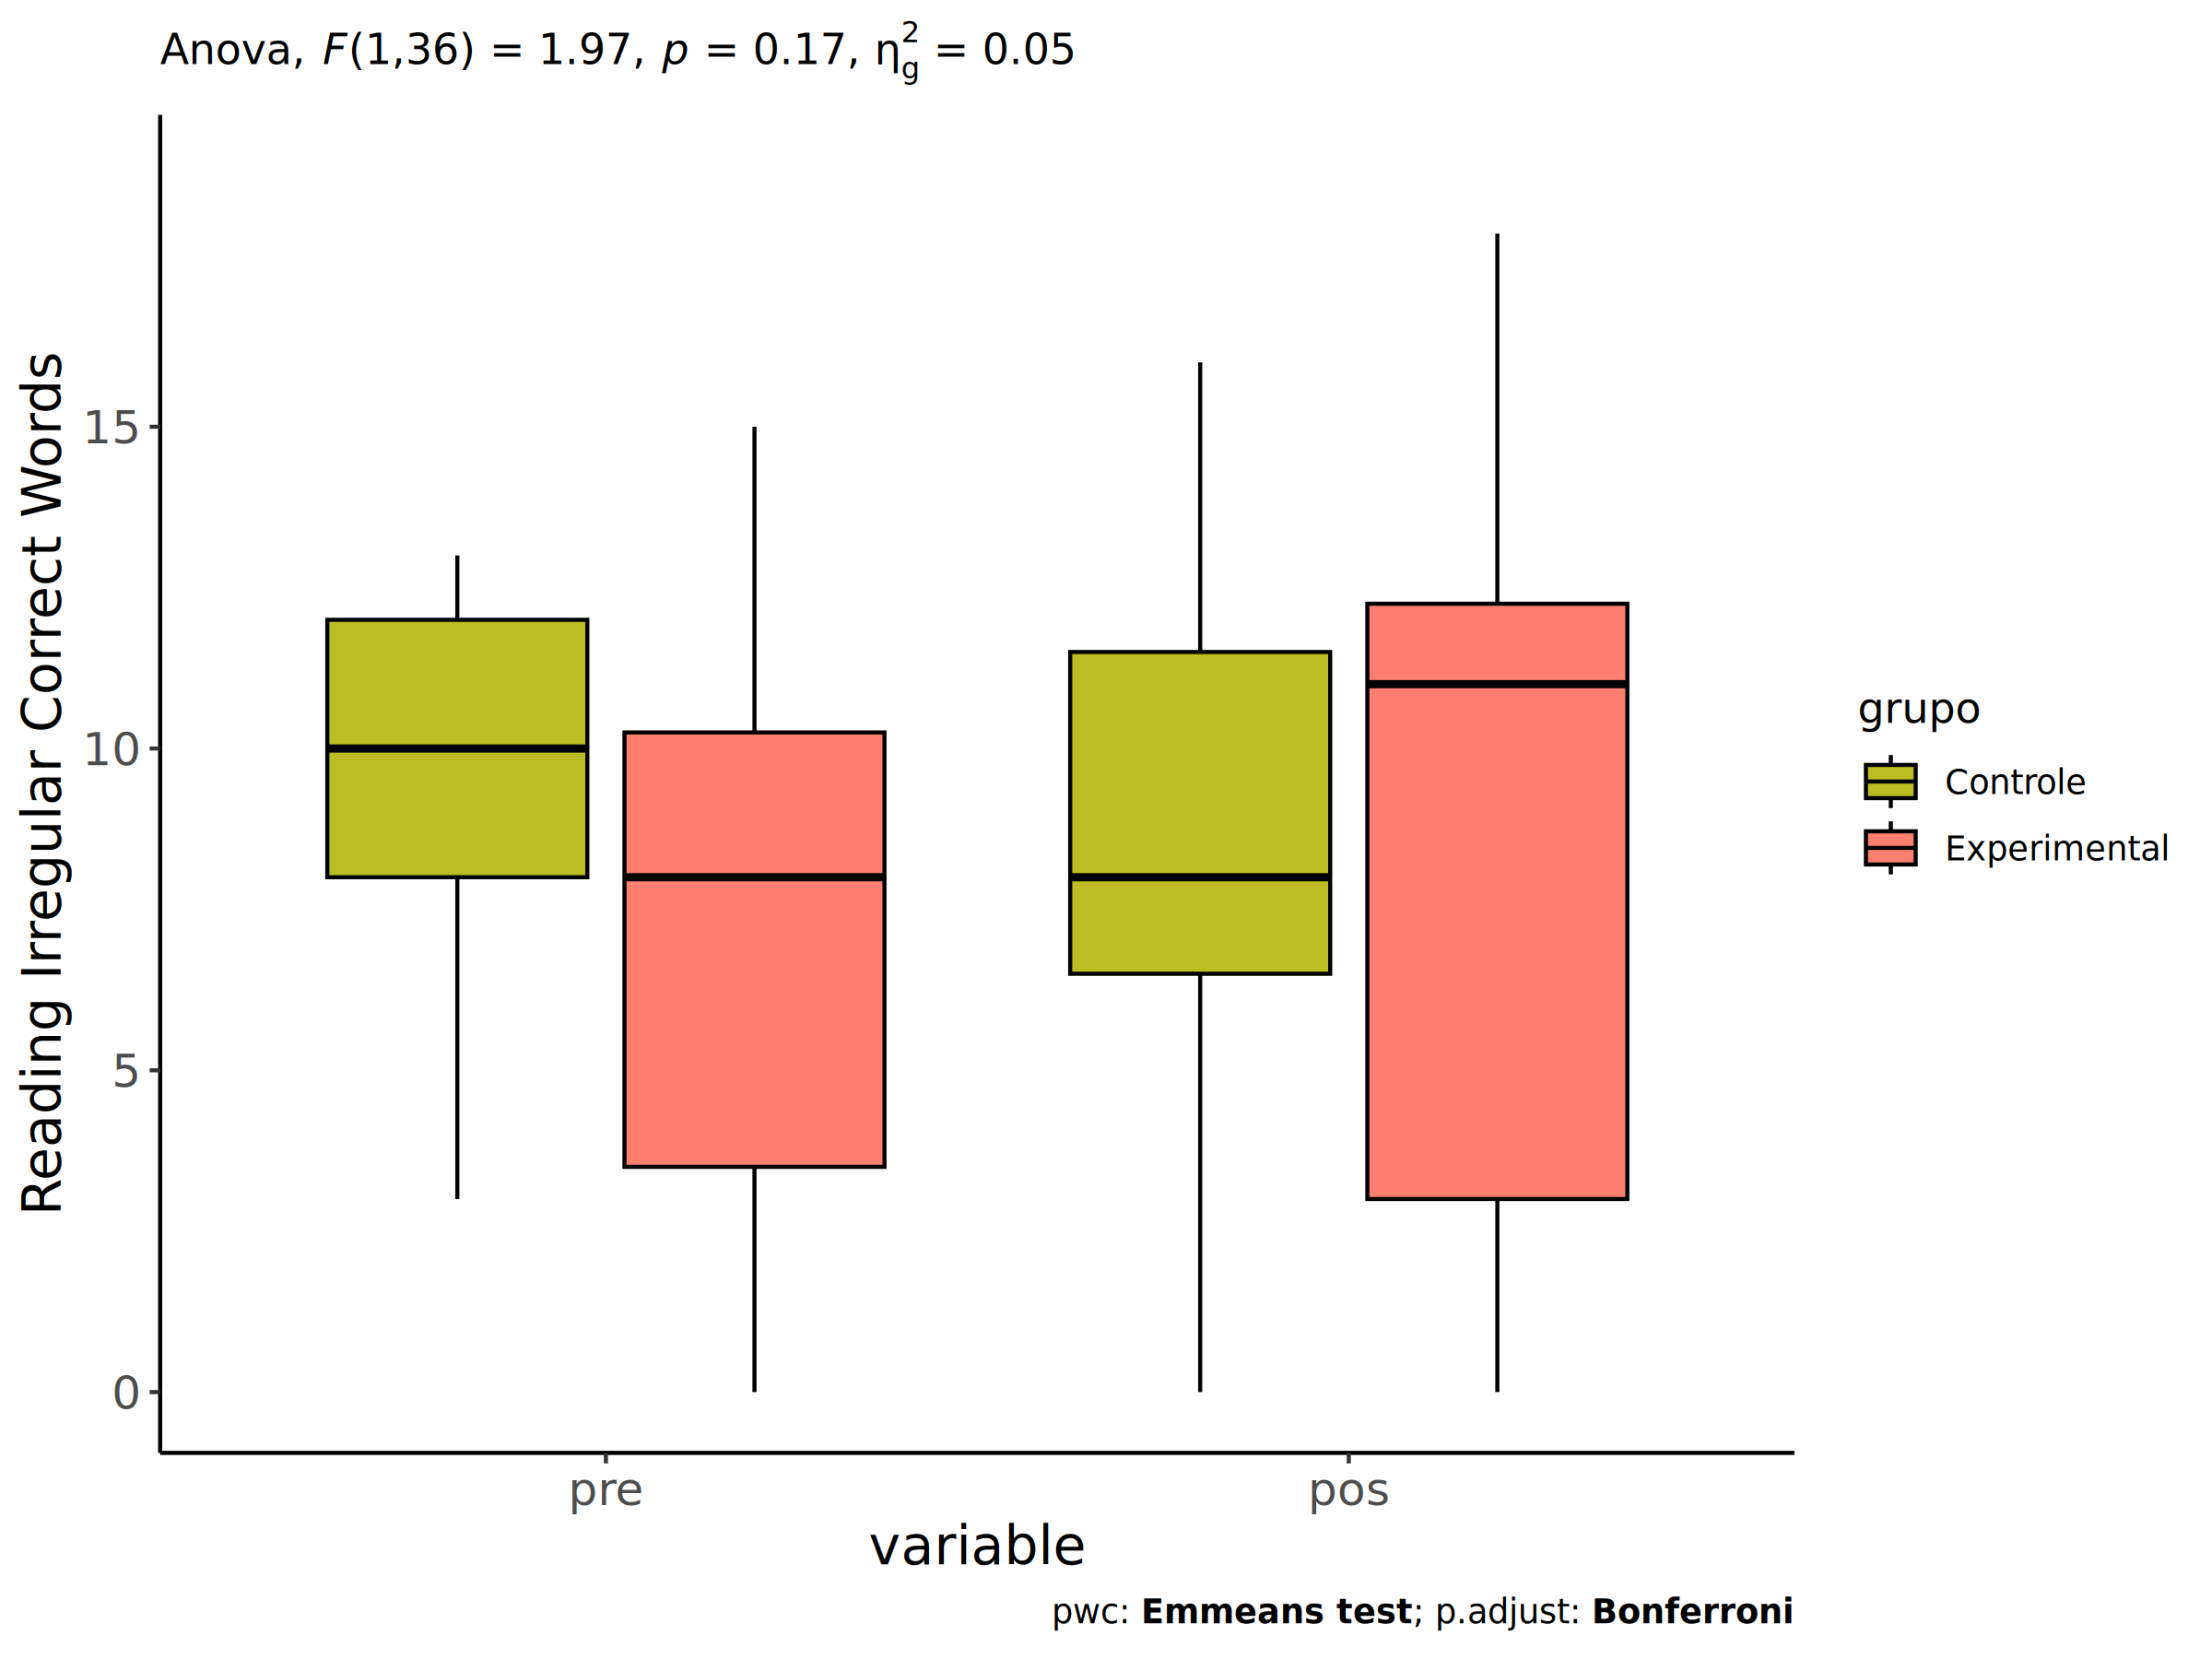 Anova, F(1,36) = 1.97, p = 0.17, η²g = 0.05
Reading Irregular Correct Words
15
10
5
0
pre
pos
variable
grupo
Controle
Experimental
pwc: Emmeans test; p.adjust: Bonferroni